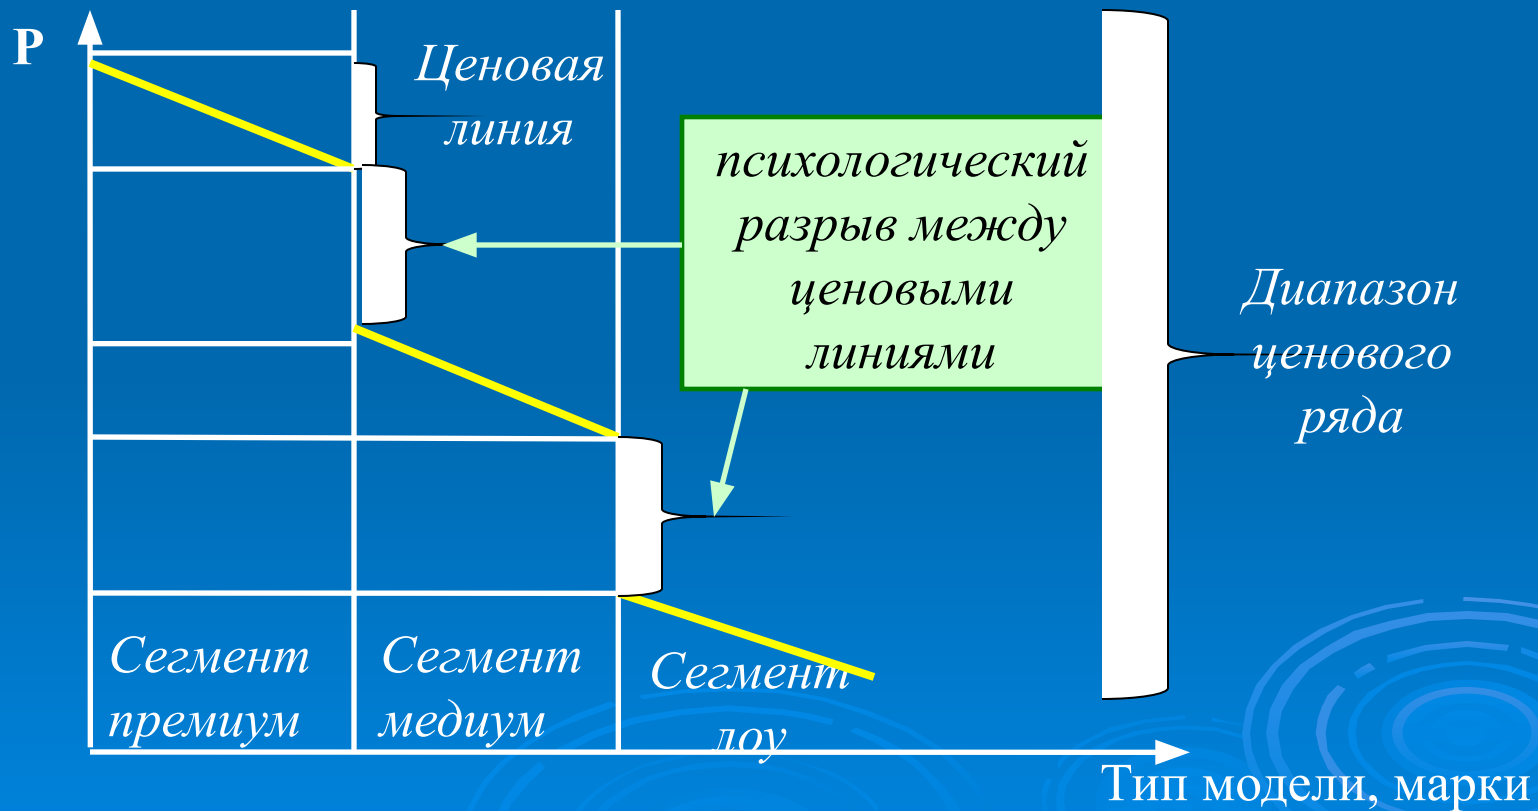 P
Ценовая
линия
психологический
разрыв между
ценовыми
линиями
Диапазон
ценового
ряда
Сегмент
премиум
Сегмент
медиум
Сегмент
лоу
Тип модели, марки